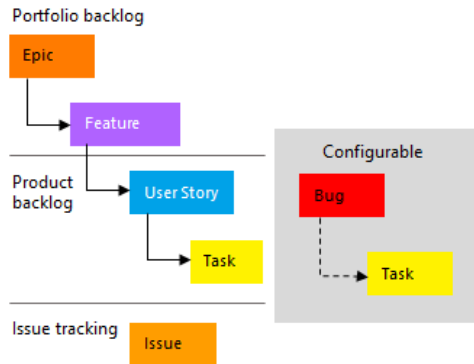 Portfolio backlog
Epic
Feature
Product
backlog
User Story
Task
Configurable
Bug
Task
Issue tracking
Issue